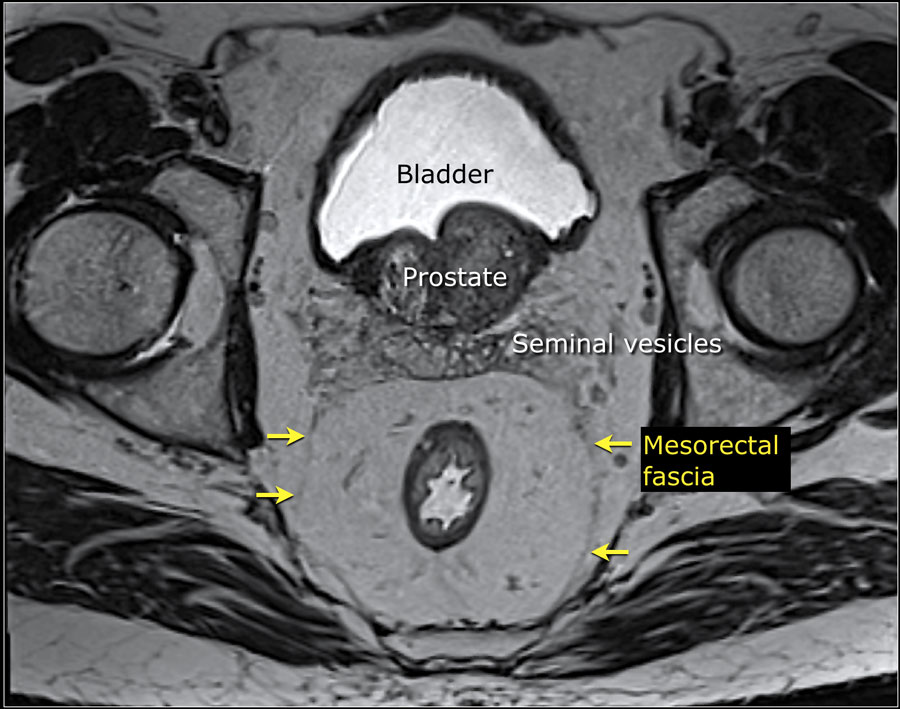 Bladder
Prostate
Seminal vesicles
Mesorectal
fascia